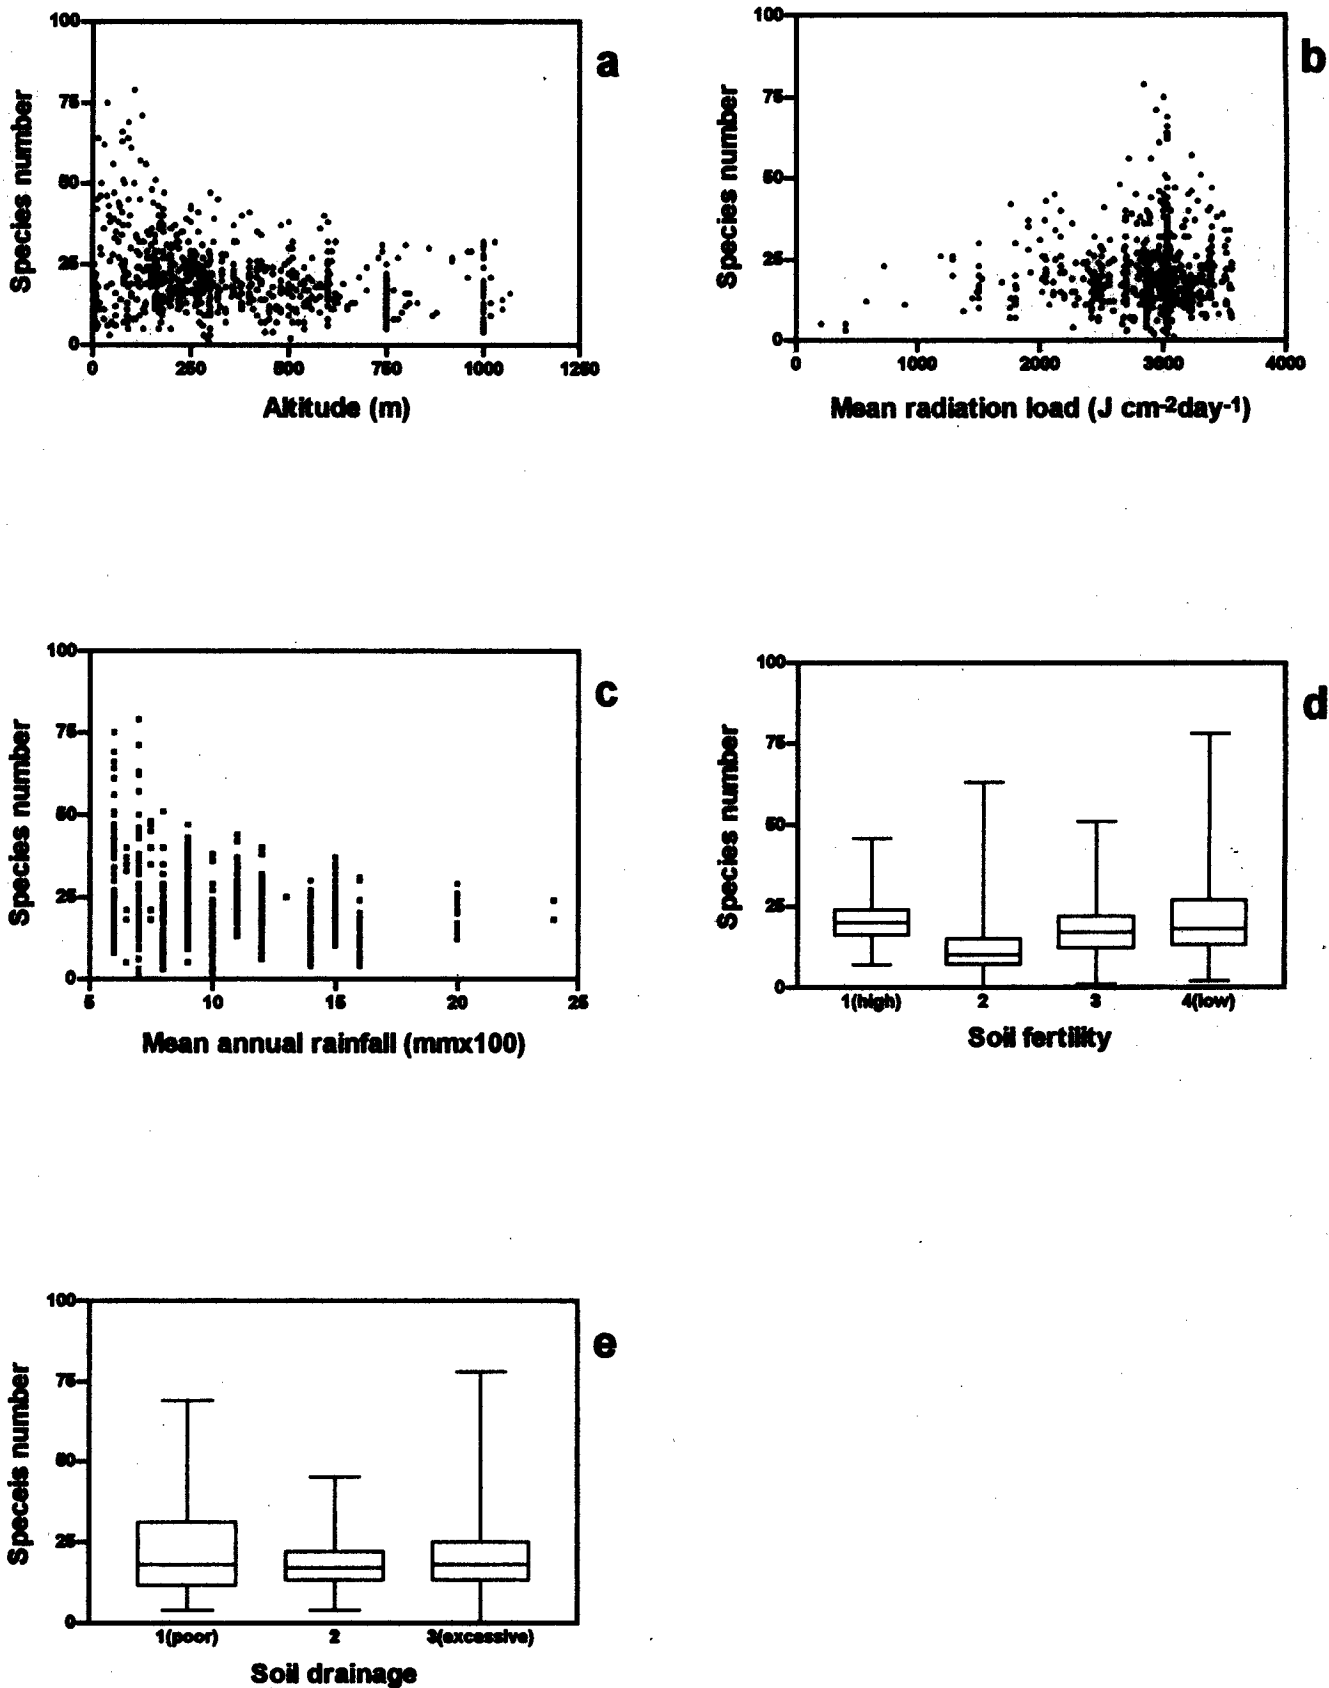 a
100
75
50
25
0
Species number
0 250 500 750 1000 1250
Altitude (m)
b
100
75
50
25
0
Species number
0 1000 2000 3000 4000
Mean radiation load (J cm-2day-1)
c
100
75
50
25
0
Species number
5 10 15 20 25
Mean annual rainfall (mmx100)
d
100
75
50
25
0
Species number
1(high) 2 3 4(low)
Soil fertility
e
100
75
50
25
0
Speceis number
1(poor) 2 3(excessive)
Soil drainage